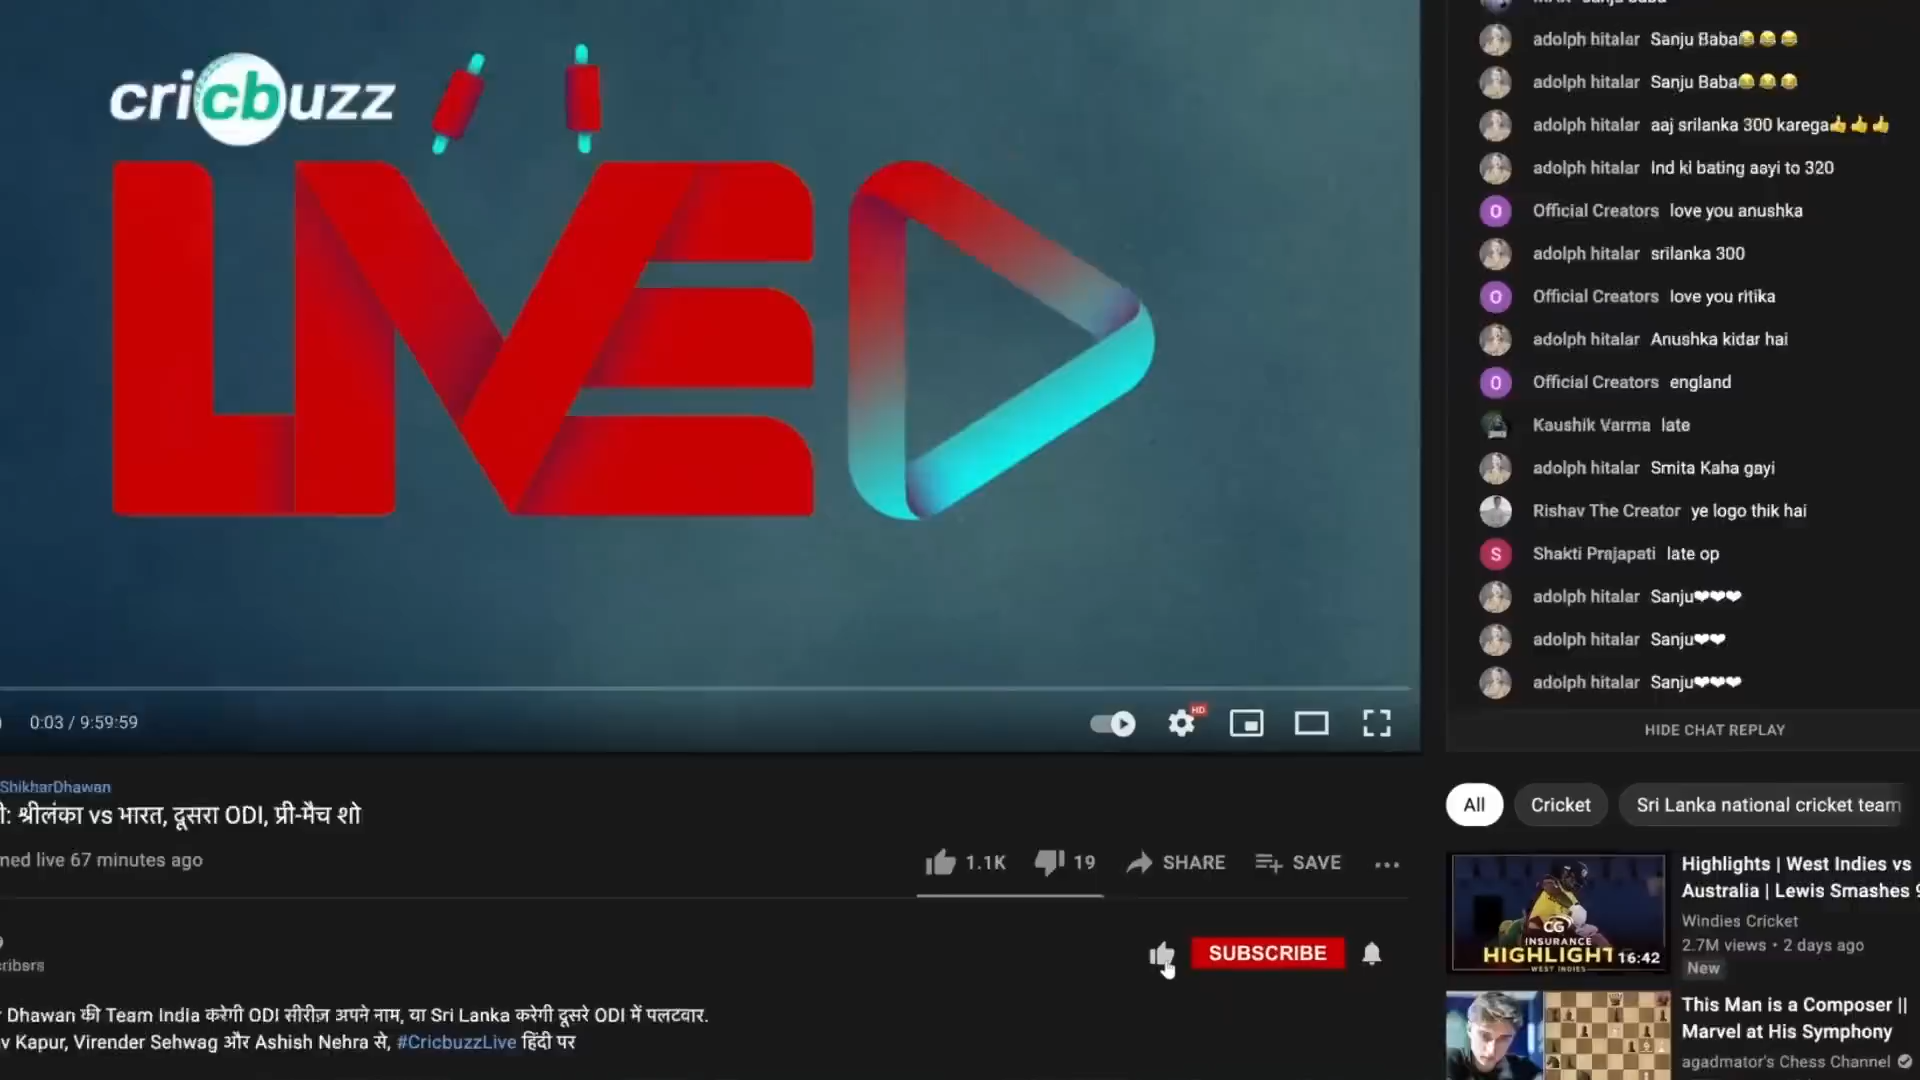 cricbuzz
LIVE
0:03 / 9:59:59
HD
ShikharDhawan
ी: श्रीलंका vs भारत, दूसरा ODI, प्री-मैच शो
ned live 67 minutes ago
1.1K
19
SHARE
SAVE
SUBSCRIBE
cribers
Dhawan की Team India करेगी ODI सीरीज़ अपने नाम, या Sri Lanka करेगी दूसरे ODI में पलटवार.
v Kapur, Virender Sehwag और Ashish Nehra से, #CricbuzzLive हिंदी पर
adolph hitalar Sanju Baba😂😂😂
adolph hitalar Sanju Baba😂😂😂
adolph hitalar aaj srilanka 300 karega👍👍👍
adolph hitalar Ind ki bating aayi to 320
O Official Creators love you anushka
adolph hitalar srilanka 300
O Official Creators love you ritika
adolph hitalar Anushka kidar hai
O Official Creators england
Kaushik Varma late
adolph hitalar Smita Kaha gayi
Rishav The Creator ye logo thik hai
S Shakti Prajapati late op
adolph hitalar Sanju❤❤❤
adolph hitalar Sanju❤❤
adolph hitalar Sanju❤❤❤
HIDE CHAT REPLAY
All
Cricket
Sri Lanka national cricket team
CG
INSURANCE
HIGHLIGHT
WEST INDIES
16:42
Highlights | West Indies vs
Australia | Lewis Smashes 9
Windies Cricket
2.7M views • 2 days ago
New
This Man is a Composer ||
Marvel at His Symphony
agadmator's Chess Channel